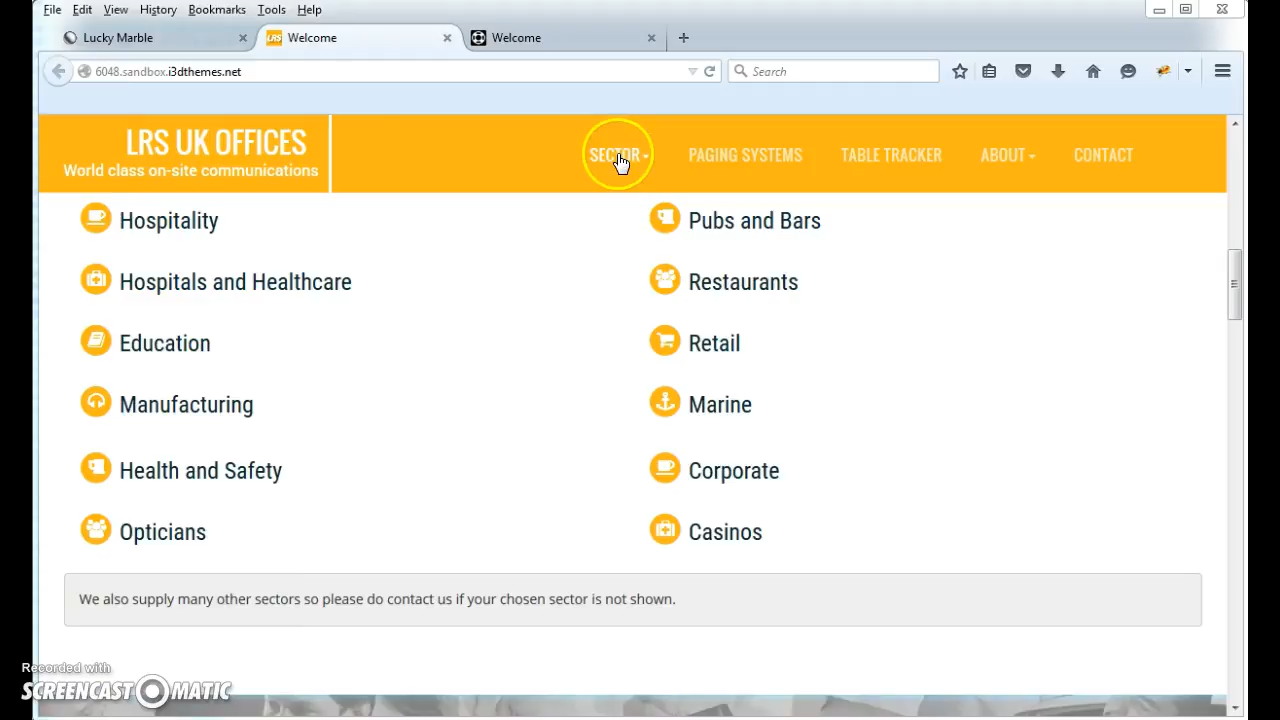 File Edit View History Bookmarks Tools Help
Lucky Marble Welcome Welcome
6048.sandbox.i3dthemes.net Search
LRS UK OFFICES
World class on-site communications
SECTOR PAGING SYSTEMS TABLE TRACKER ABOUT CONTACT
Hospitality Pubs and Bars
Hospitals and Healthcare Restaurants
Education Retail
Manufacturing Marine
Health and Safety Corporate
Opticians Casinos
We also supply many other sectors so please do contact us if your chosen sector is not shown.
Recorded with
SCREENCAST-O-MATIC